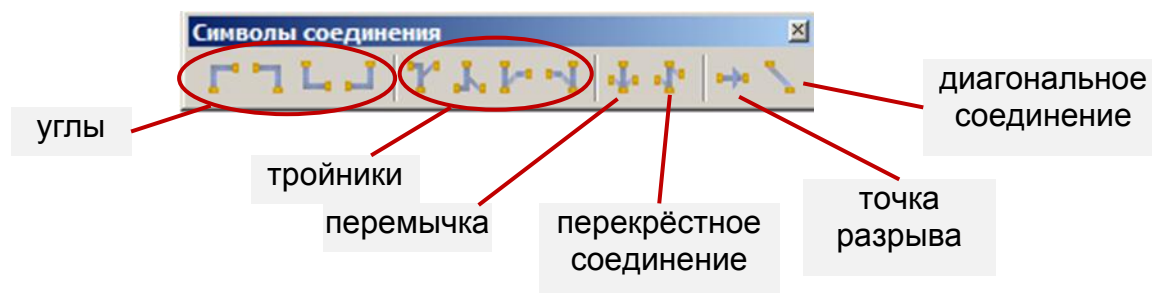 Символы соединения
диагональное
соединение
углы
тройники
перемычка
перекрёстное
соединение
точка
разрыва